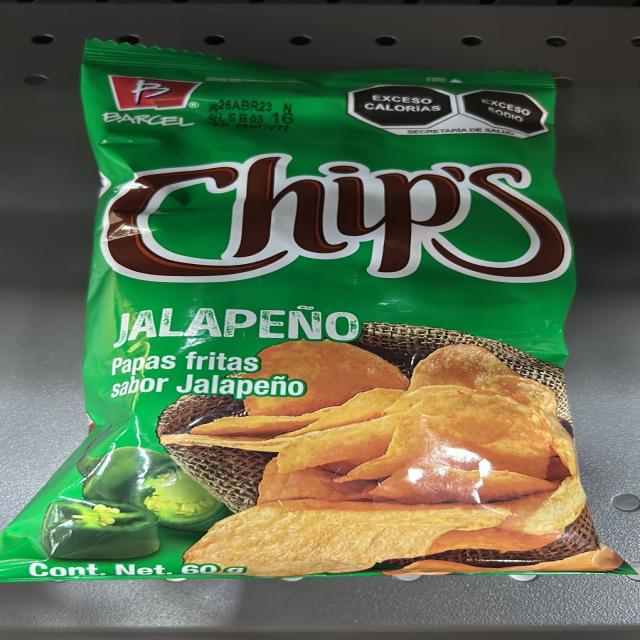 BARCEL
26ABR23 N
LSB03 16
EXCESO
CALORÍAS
EXCESO
SODIO
SECRETARÍA DE SALUD
Chip's
JALAPEÑO
Papas fritas
sabor Jalapeño
Cont. Net. 60 g